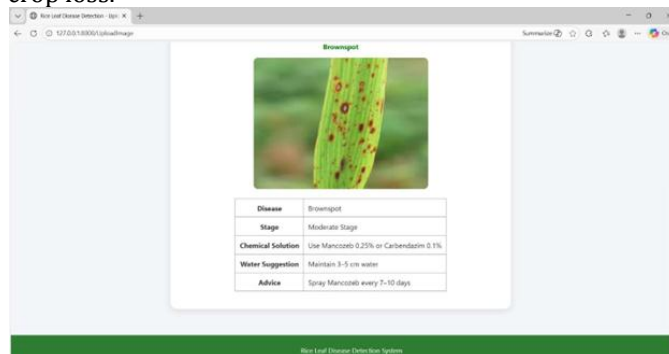 crop loss.
Rice Leaf Disease Detection - Upl
127.0.0.1:8000/UploadImage
Summarize
Brownspot
Disease Brownspot
Stage Moderate Stage
Chemical Solution Use Mancozeb 0.25% or Carbendazim 0.1%
Water Suggestion Maintain 3–5 cm water
Advice Spray Mancozeb every 7–10 days
Rice Leaf Disease Detection System